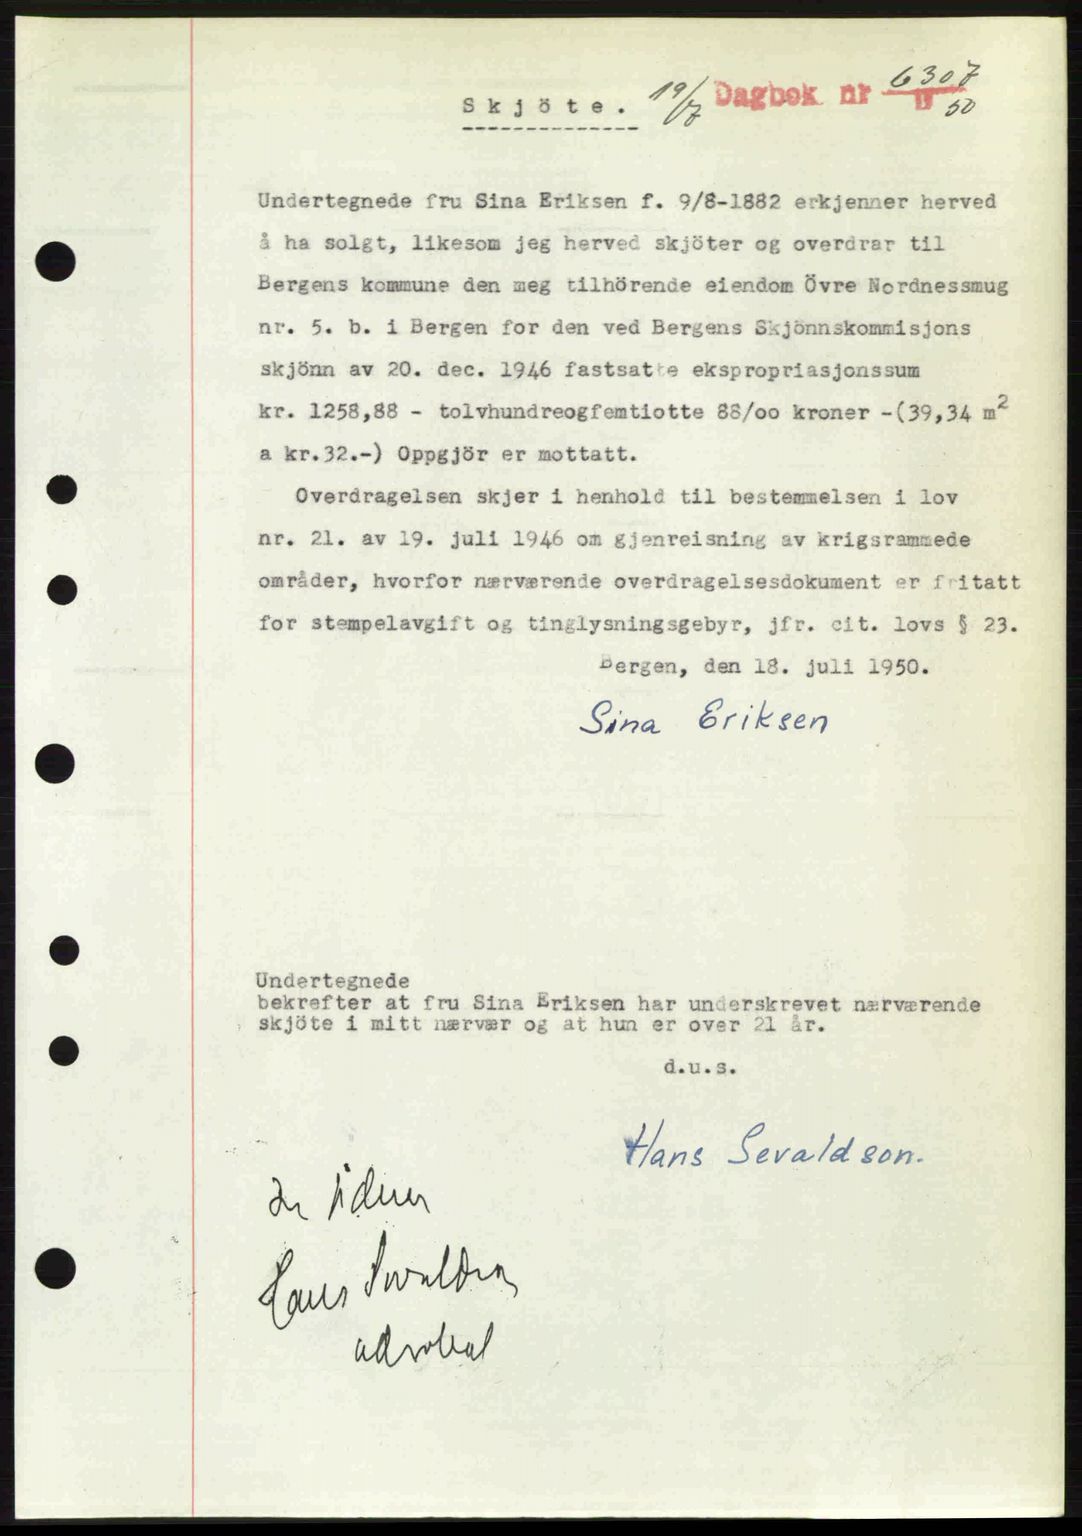 Skjöte. 19/7 Dagbok nr 6307
B 50
Undertegnede fru Sina Eriksen f. 9/8-1882 erkjenner herved
å ha solgt, likesom jeg herved skjöter og overdrar til
Bergens kommune den meg tilhörende eiendom Övre Nordnessmug
nr. 5. b. i Bergen for den ved Bergens Skjönnskommisjons
skjönn av 20. dec. 1946 fastsatte ekspropriasjonssum
kr. 1258,88 - tolvhundreogfemtiotte 88/oo kroner -(39,34 m2
a kr.32.-) Oppgjör er mottatt.
Overdragelsen skjer i henhold til bestemmelsen i lov
nr. 21. av 19. juli 1946 om gjenreisning av krigsrammede
områder, hvorfor nærværende overdragelsesdokument er fritatt
for stempelavgift og tinglysningsgebyr, jfr. cit. lovs § 23.
Bergen, den 18. juli 1950.
Sina Eriksen
Undertegnede
bekrefter at fru Sina Eriksen har underskrevet nærværende
skjöte i mitt nærvær og at hun er over 21 år.
d.u.s.
Hans Sevaldson.
Hans Sevaldson
advokat